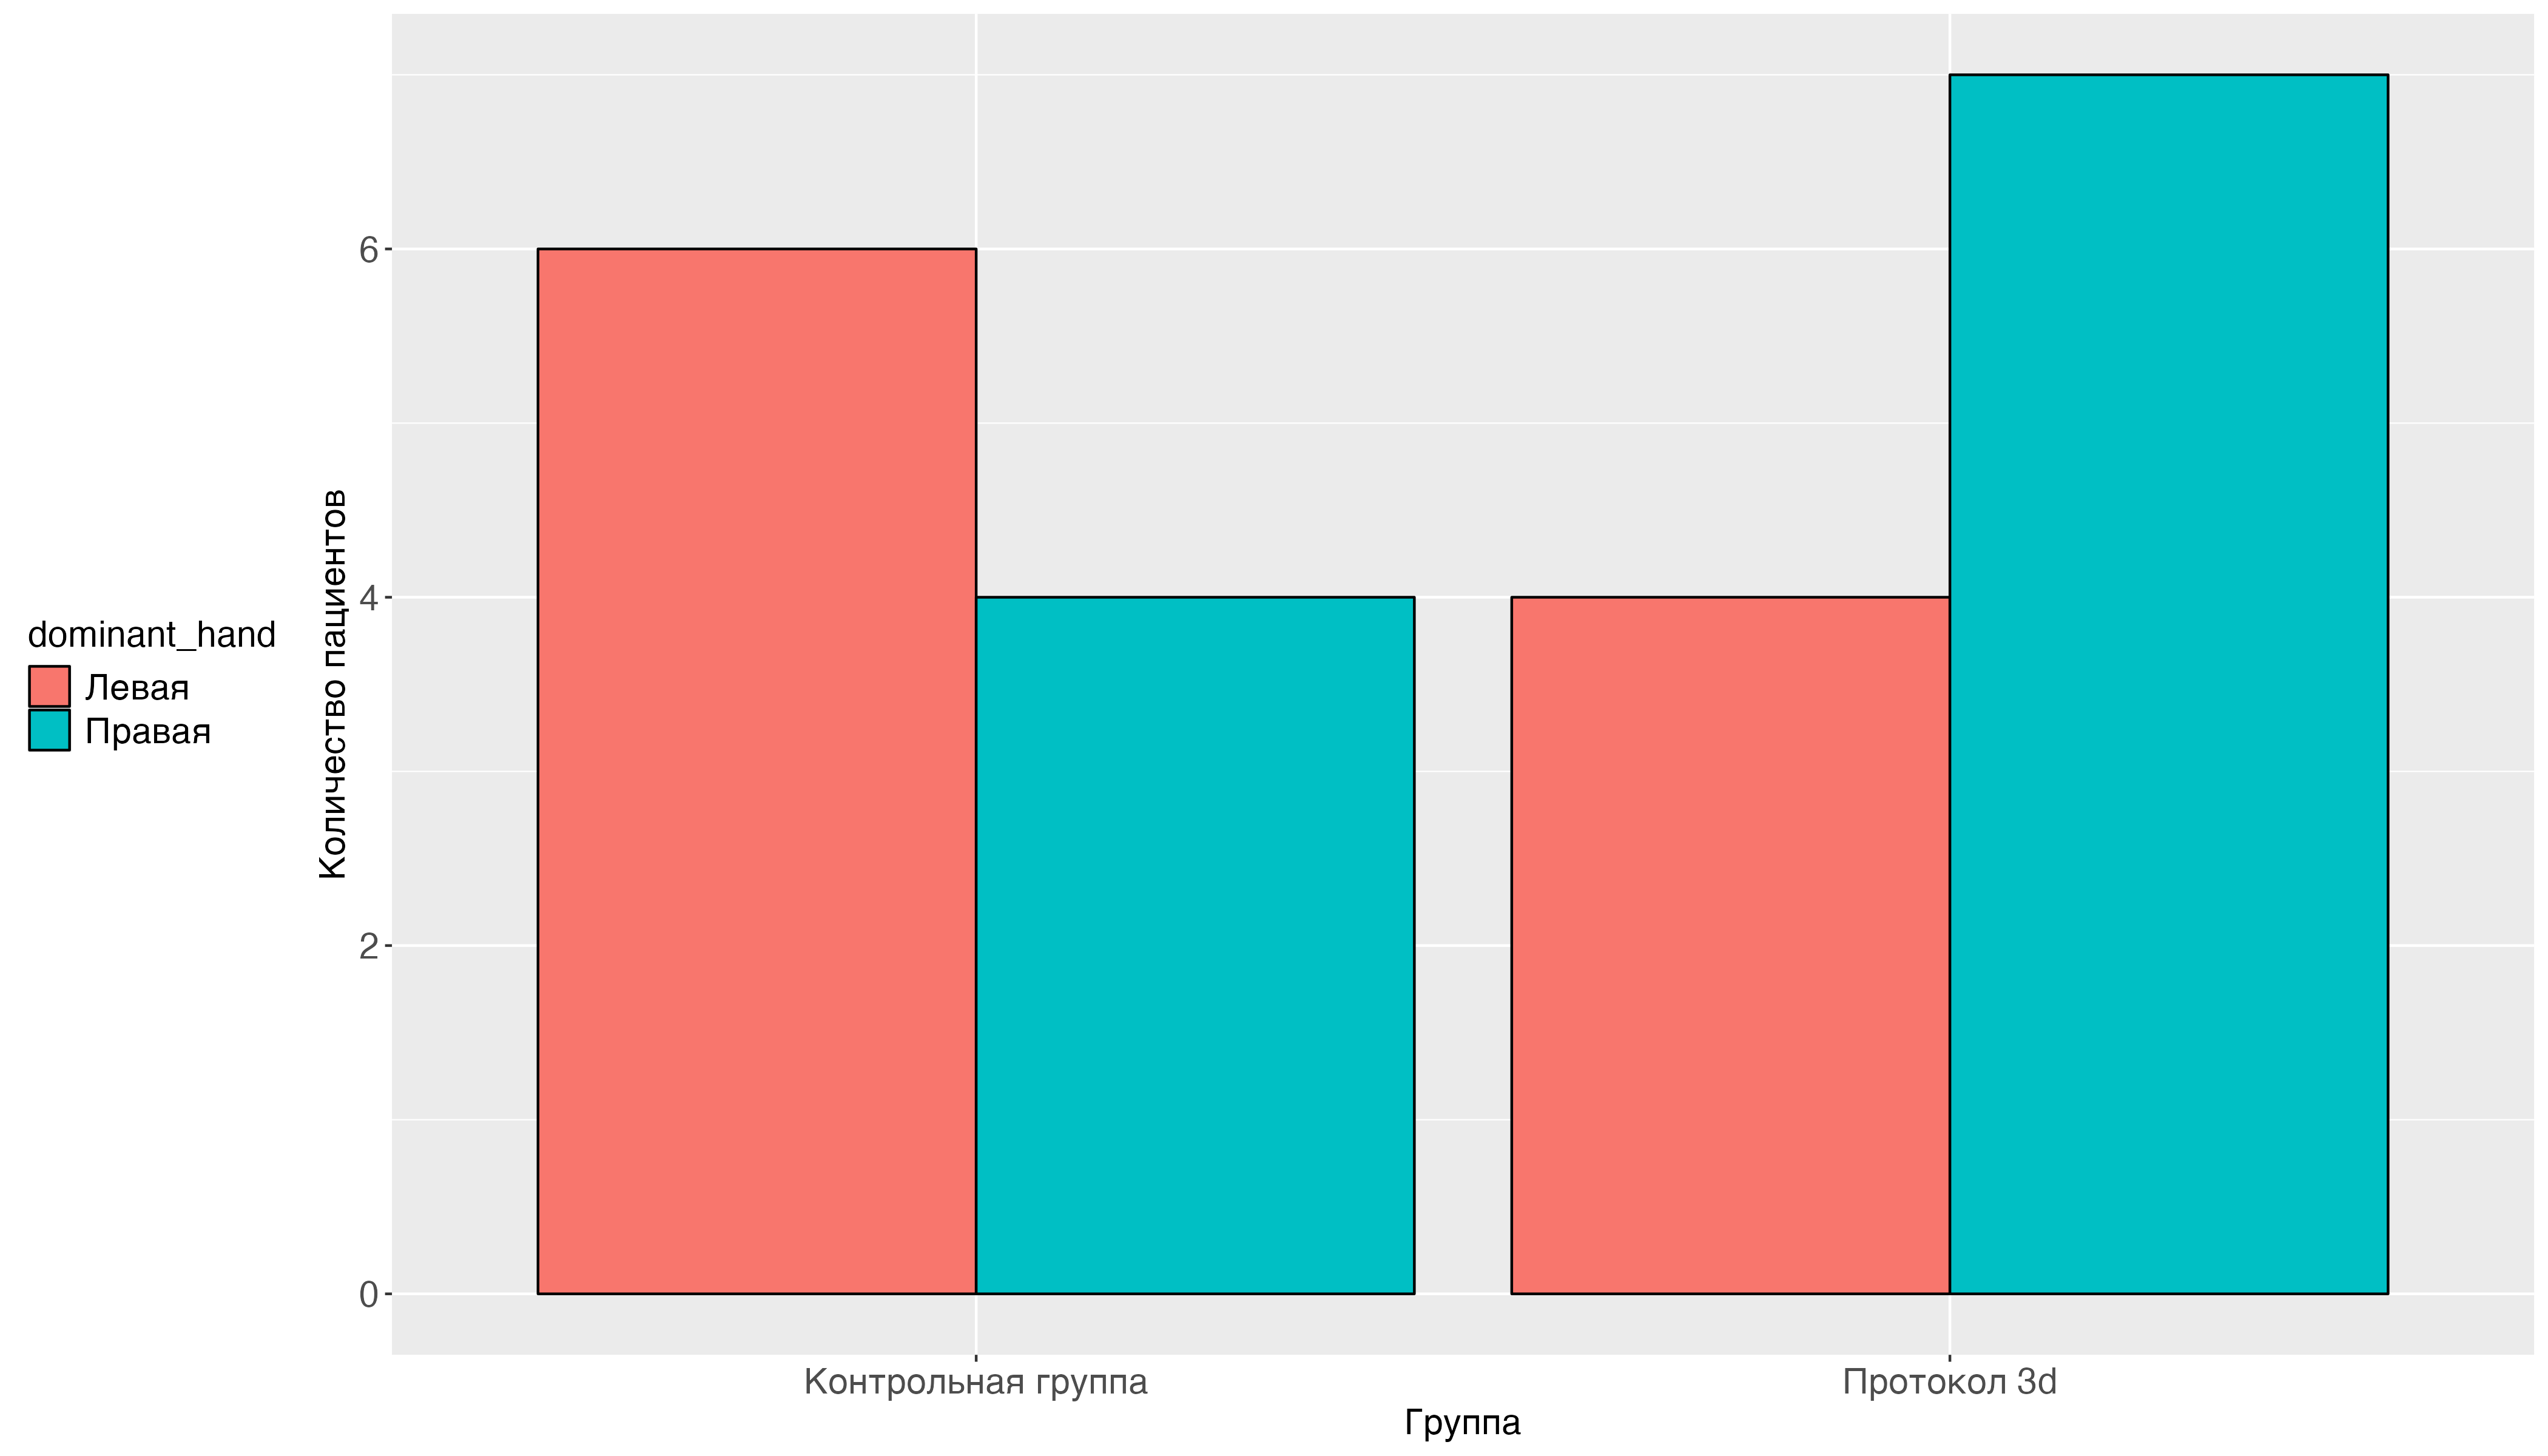 dominant_hand
Левая
Правая
Количество пациентов
6
4
2
0
Контрольная группа
Протокол 3d
Группа